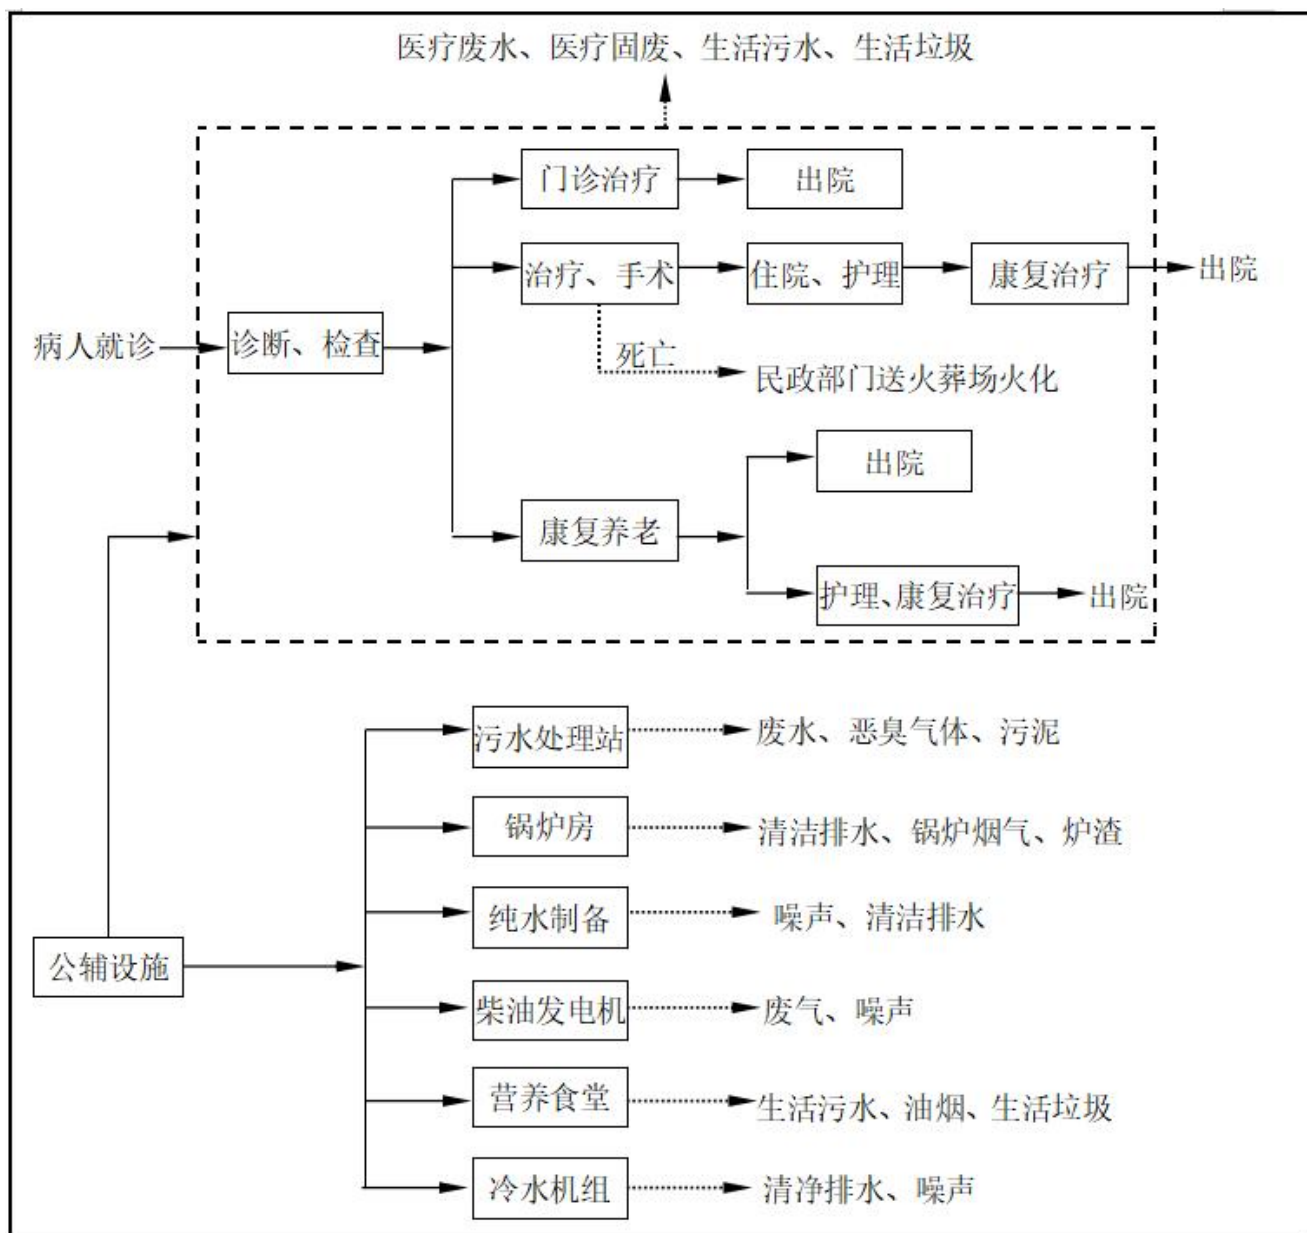 医疗废水、医疗固废、生活污水、生活垃圾
门诊治疗
出院
治疗、手术
住院、护理
康复治疗
出院
病人就诊
诊断、检查
死亡
民政部门送火葬场火化
出院
康复养老
护理、康复治疗
出院
污水处理站
废水、恶臭气体、污泥
锅炉房
清洁排水、锅炉烟气、炉渣
纯水制备
噪声、清洁排水
公辅设施
柴油发电机
废气、噪声
营养食堂
生活污水、油烟、生活垃圾
冷水机组
清净排水、噪声